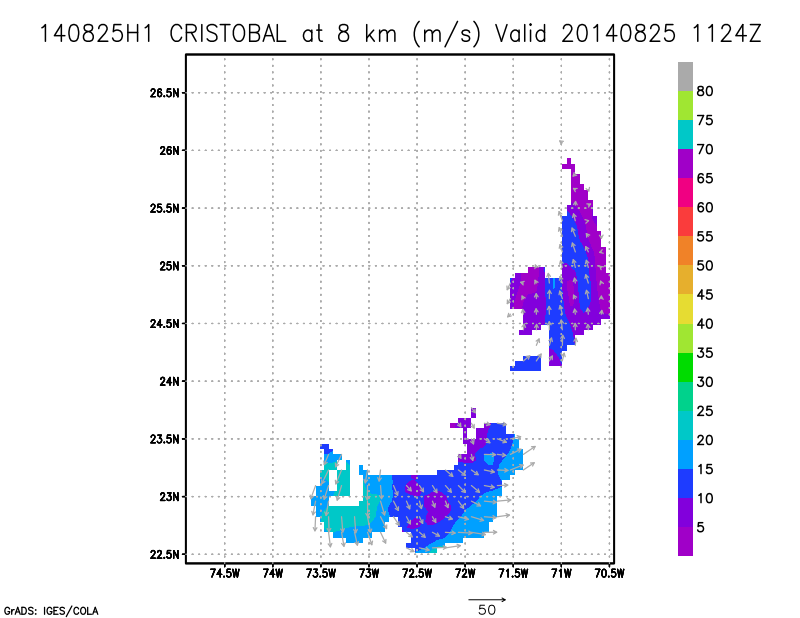 140825H1 CRISTOBAL at 8 km (m/s) Valid 20140825 1124Z
26.5N
26N
25.5N
25N
24.5N
24N
23.5N
23N
22.5N
74.5W 74W 73.5W 73W 72.5W 72W 71.5W 71W 70.5W
80
75
70
65
60
55
50
45
40
35
30
25
20
15
10
5
50
GrADS: IGES/COLA